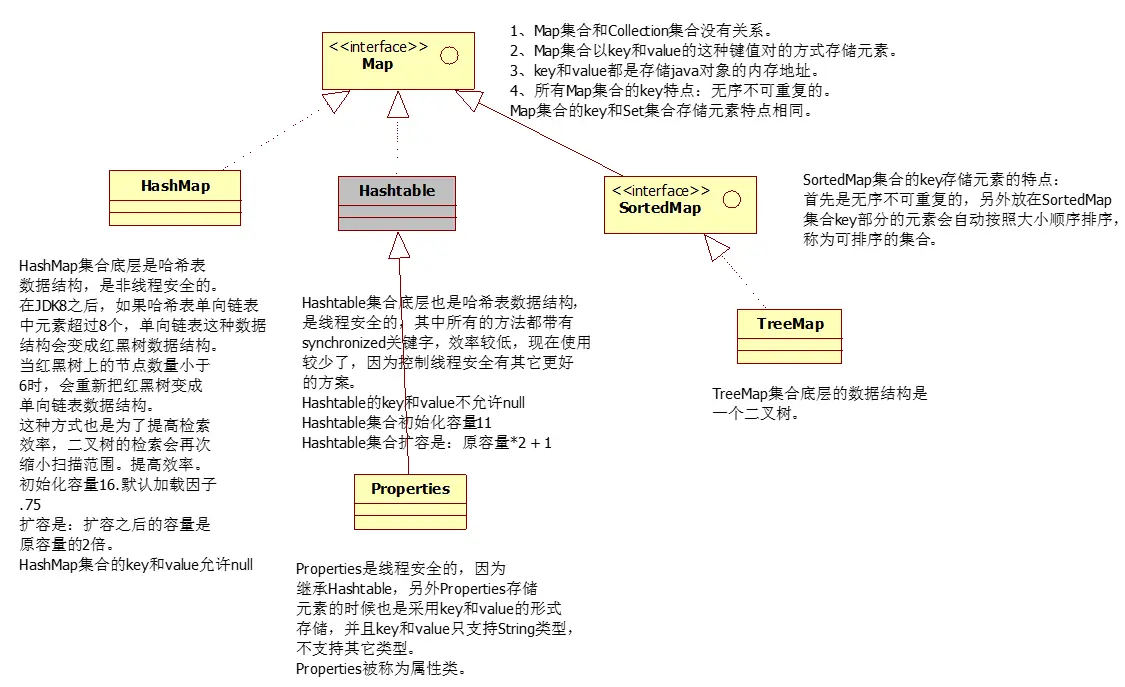 <<interface>>
Map
1、Map集合和Collection集合没有关系。
2、Map集合以key和value的这种键值对的方式存储元素。
3、key和value都是存储java对象的内存地址。
4、所有Map集合的key特点：无序不可重复的。
Map集合的key和Set集合存储元素特点相同。
HashMap
Hashtable
<<interface>>
SortedMap
SortedMap集合的key存储元素的特点：
首先是无序不可重复的，另外放在SortedMap
集合key部分的元素会自动按照大小顺序排序，
称为可排序的集合。
HashMap集合底层是哈希表
数据结构，是非线程安全的。
在JDK8之后，如果哈希表单向链表
中元素超过8个，单向链表这种数据
结构会变成红黑树数据结构。
当红黑树上的节点数量小于
6时，会重新把红黑树变成
单向链表数据结构。
这种方式也是为了提高检索
效率，二叉树的检索会再次
缩小扫描范围。提高效率。
初始化容量16.默认加载因子
.75
扩容是：扩容之后的容量是
原容量的2倍。
HashMap集合的key和value允许null
Hashtable集合底层也是哈希表数据结构，
是线程安全的，其中所有的方法都带有
synchronized关键字，效率较低，现在使用
较少了，因为控制线程安全有其它更好
的方案。
Hashtable的key和value不允许null
Hashtable集合初始化容量11
Hashtable集合扩容是：原容量*2 + 1
TreeMap
TreeMap集合底层的数据结构是
一个二叉树。
Properties
Properties是线程安全的，因为
继承Hashtable，另外Properties存储
元素的时候也是采用key和value的形式
存储，并且key和value只支持String类型，
不支持其它类型。
Properties被称为属性类。